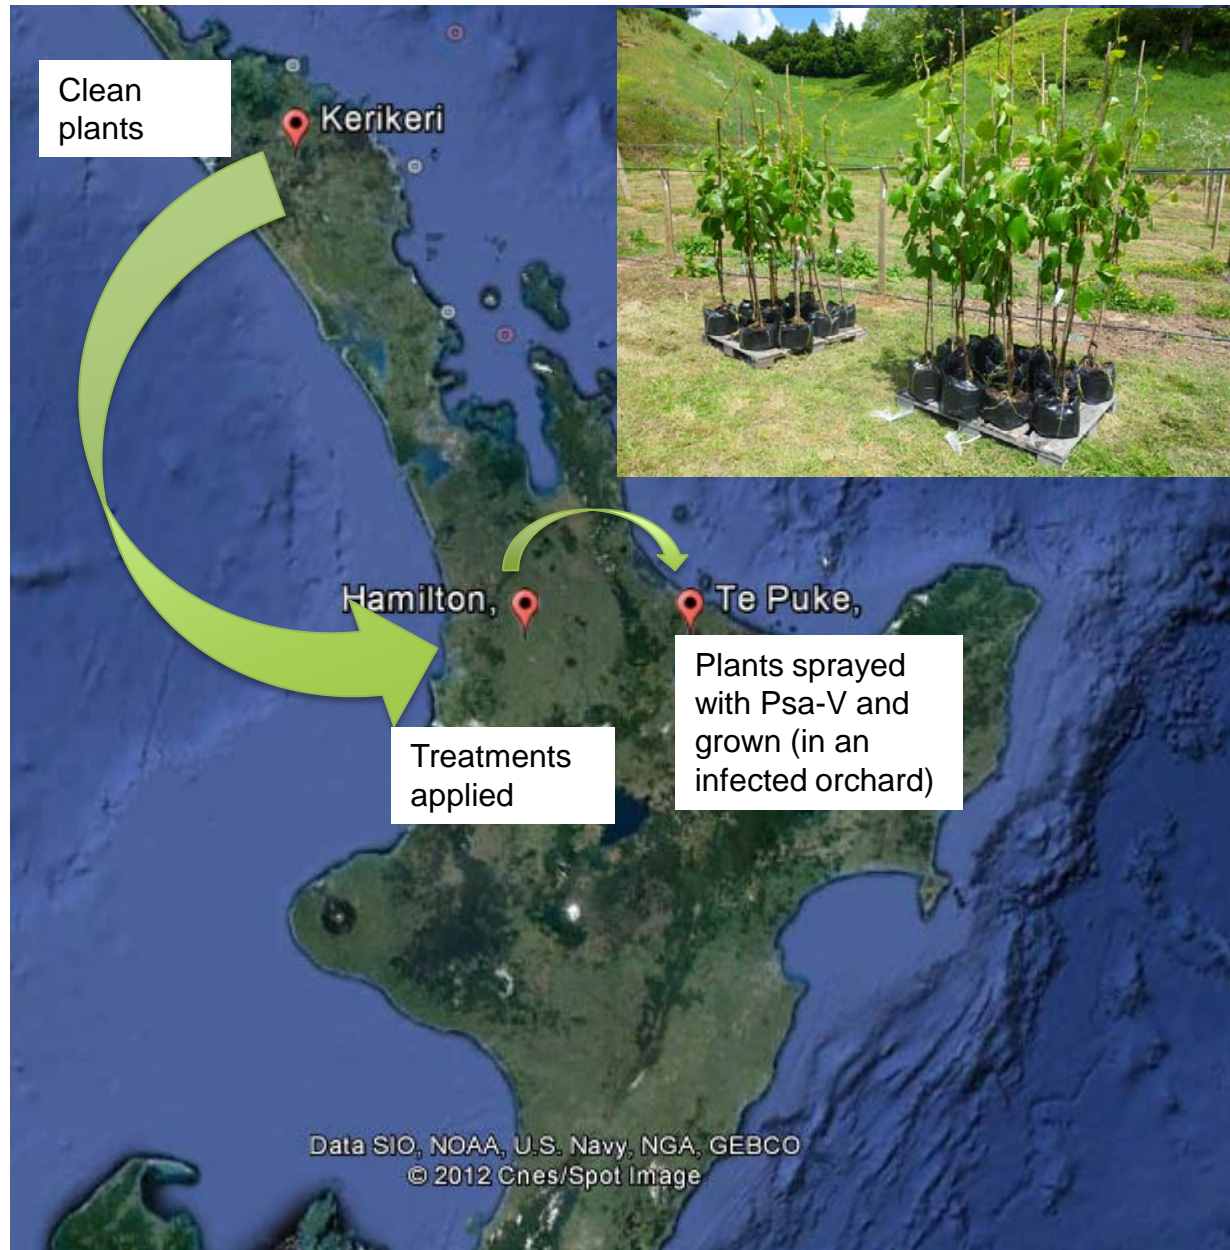 Clean
plants
Kerikeri
Hamilton,
Te Puke,
Plants sprayed
with Psa-V and
grown (in an
infected orchard)
Treatments
applied
Data SIO, NOAA, U.S. Navy, NGA, GEBCO
© 2012 Cnes/Spot Image